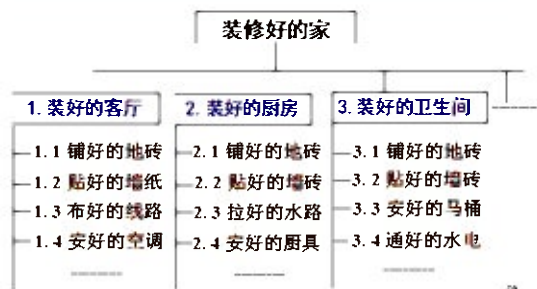 装修好的家
1. 装好的客厅
1. 1 铺好的地砖
1. 2 贴好的墙纸
1. 3 布好的线路
1. 4 安好的空调
2. 装好的厨房
2. 1 铺好的地砖
2. 2 贴好的墙砖
2. 3 拉好的水路
2. 4 安好的厨具
3. 装好的卫生间
3. 1 铺好的地砖
3. 2 贴好的墙砖
3. 3 安好的马桶
3. 4 通好的水电